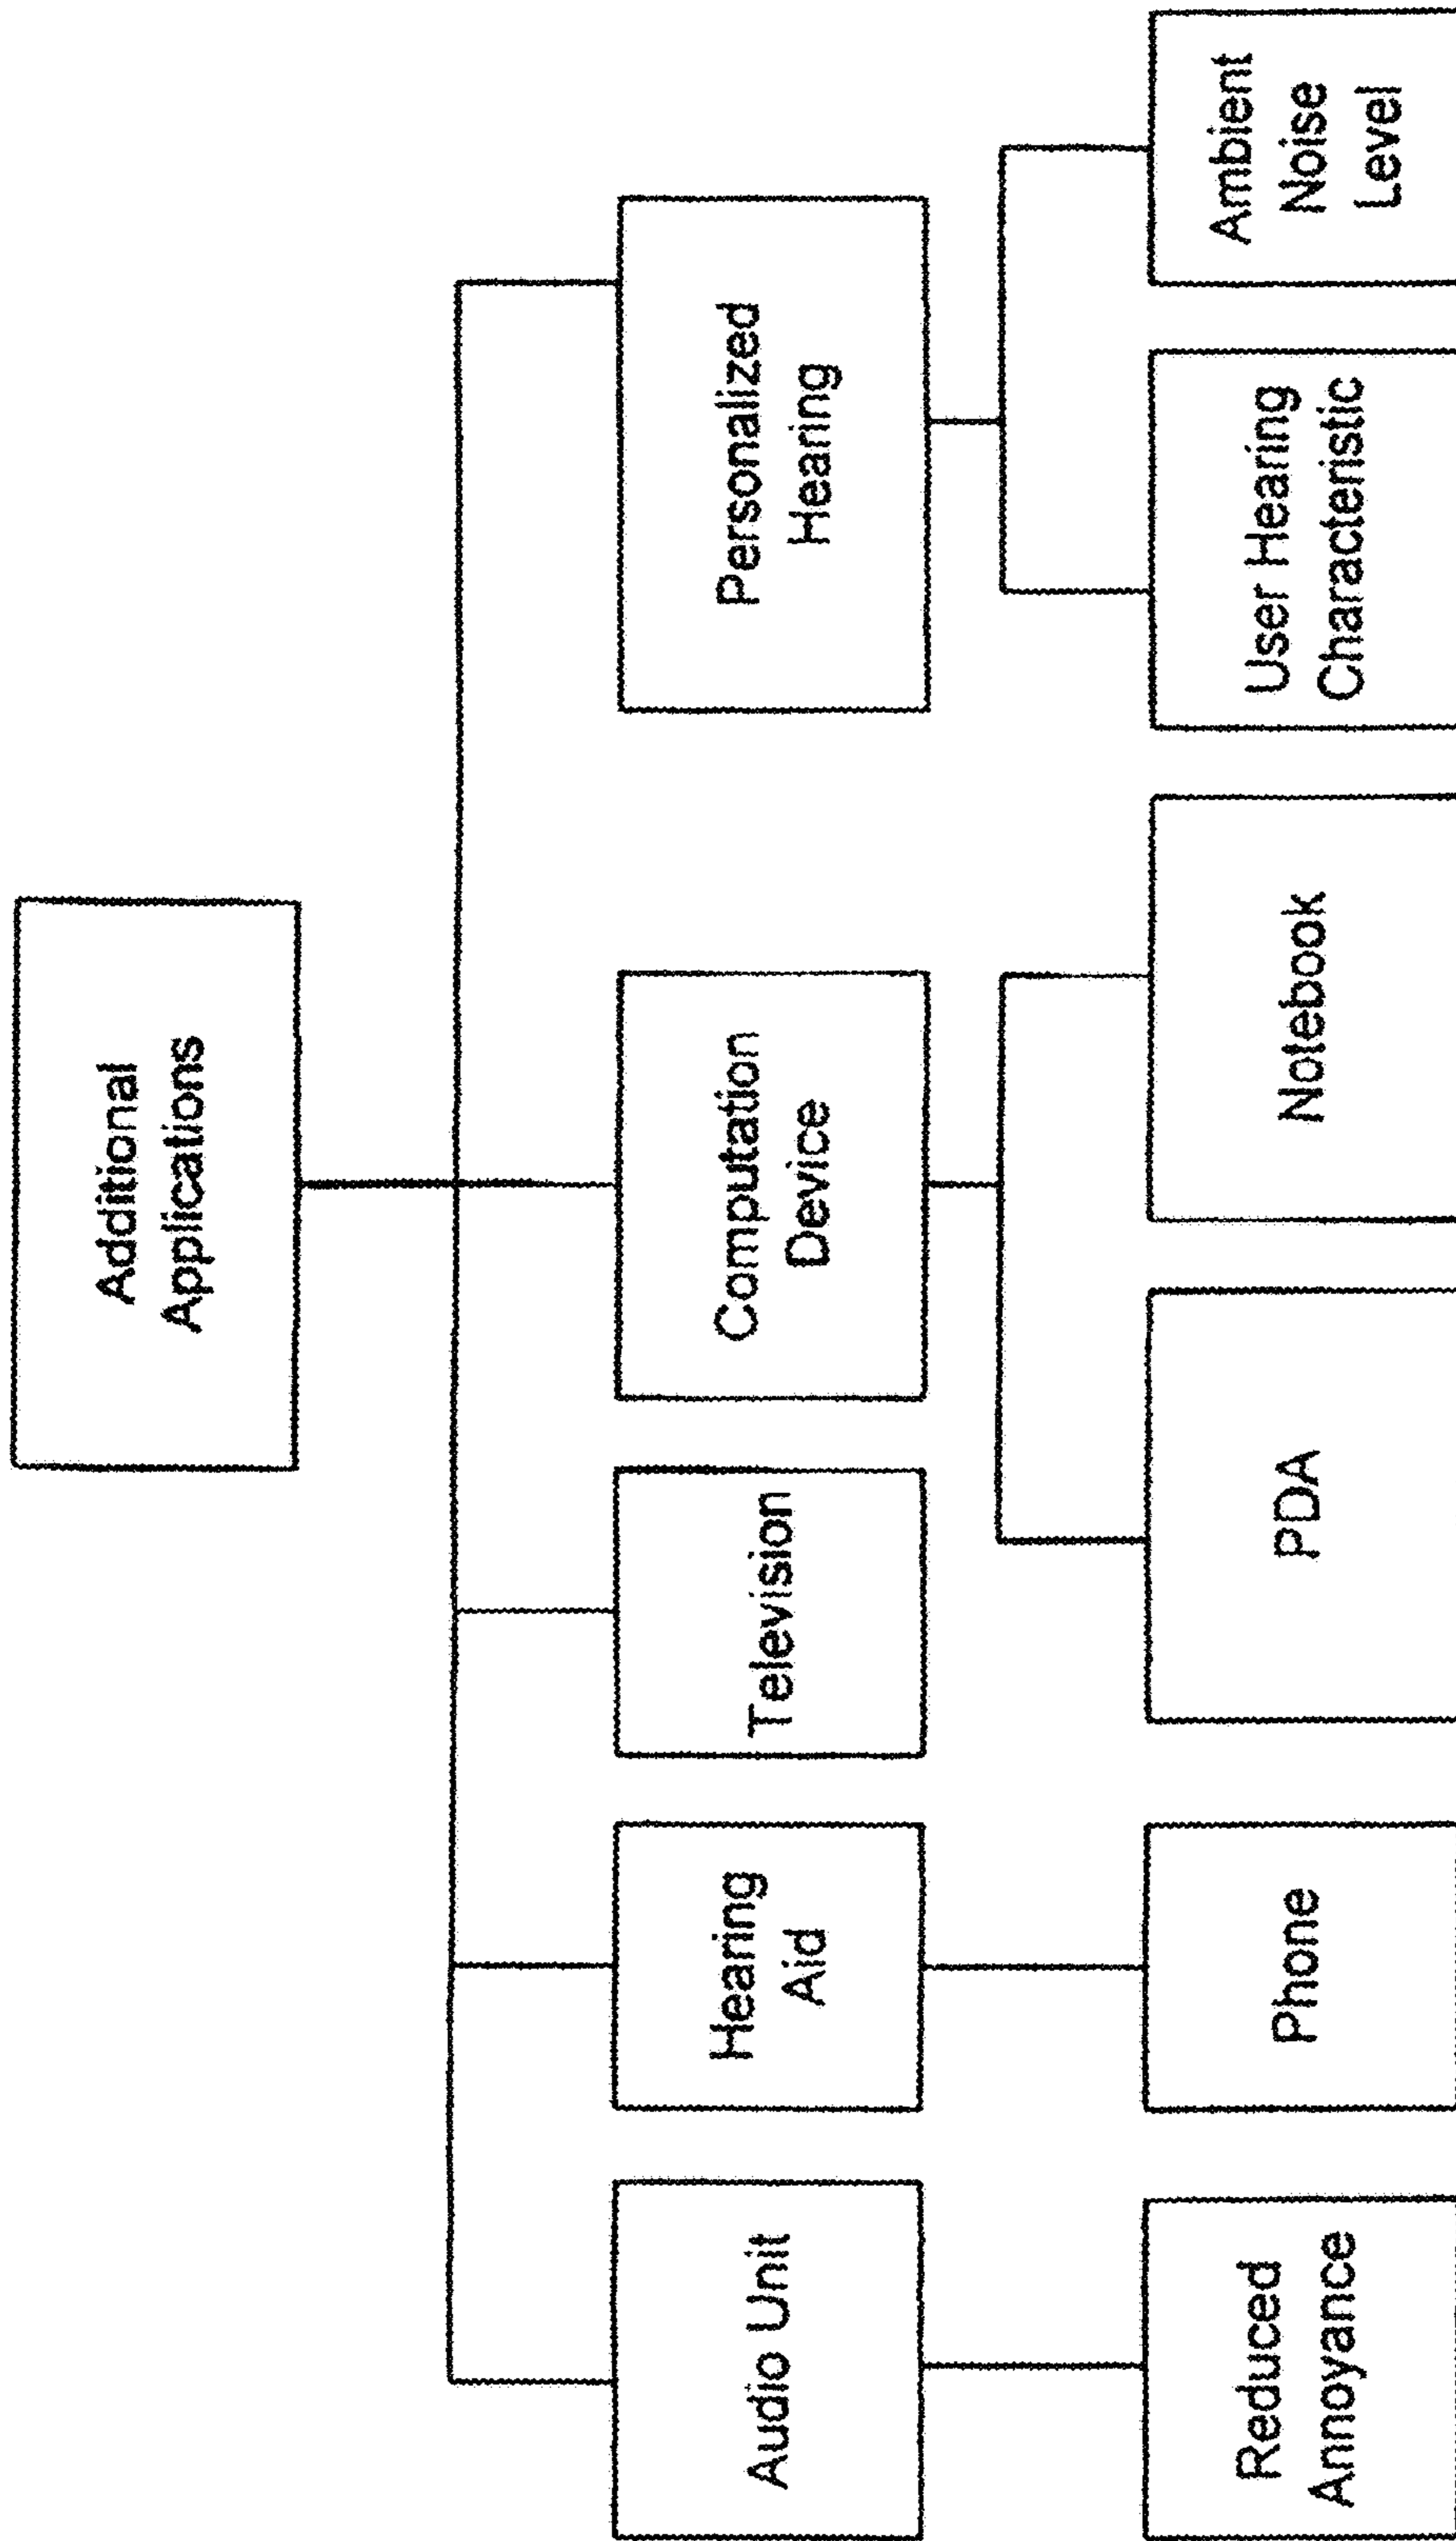 Additional
Applications
Audio Unit
Hearing
Aid
Television
Computation
Device
Personalized
Hearing
Reduced
Annoyance
Phone
PDA
Notebook
User Hearing
Characteristic
Ambient
Noise
Level